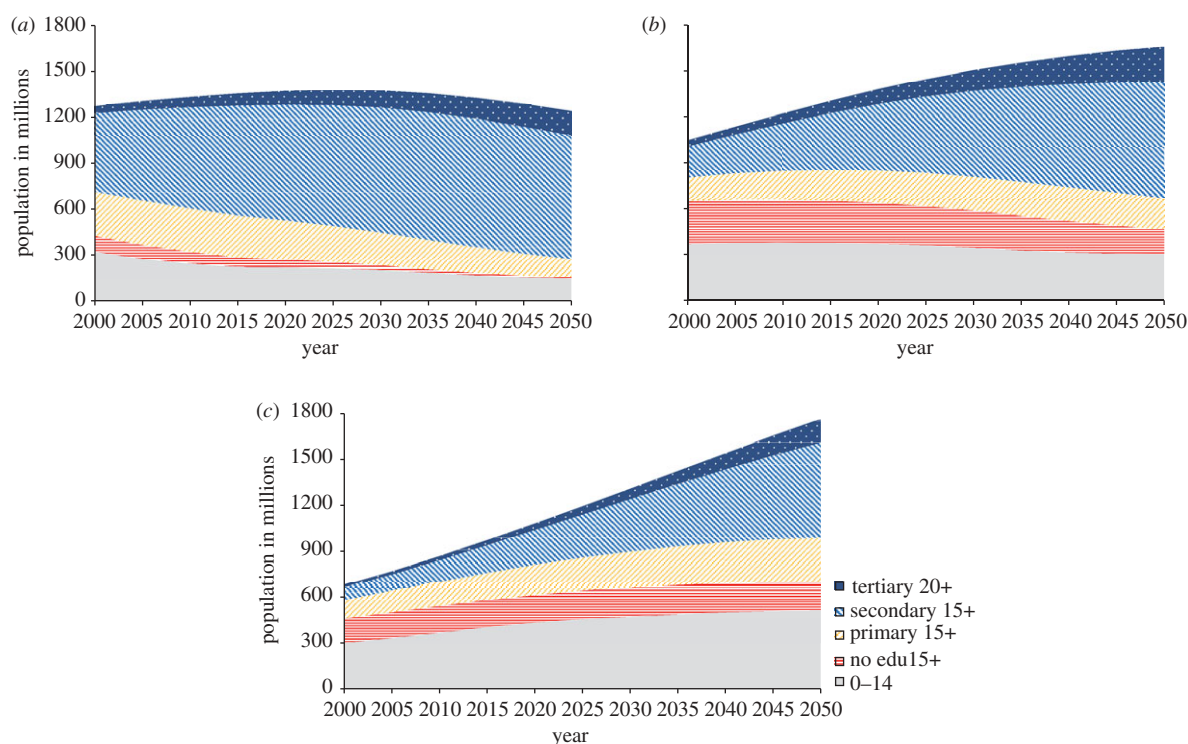 (a) 1800
1500
1200
900
600
300
0
population in millions
2000 2005 2010 2015 2020 2025 2030 2035 2040 2045 2050
year
(b)
2000 2005 2010 2015 2020 2025 2030 2035 2040 2045 2050
year
(c) 1800
1500
1200
900
600
300
0
population in millions
2000 2005 2010 2015 2020 2025 2030 2035 2040 2045 2050
year
tertiary 20+
secondary 15+
primary 15+
no edu15+
0–14